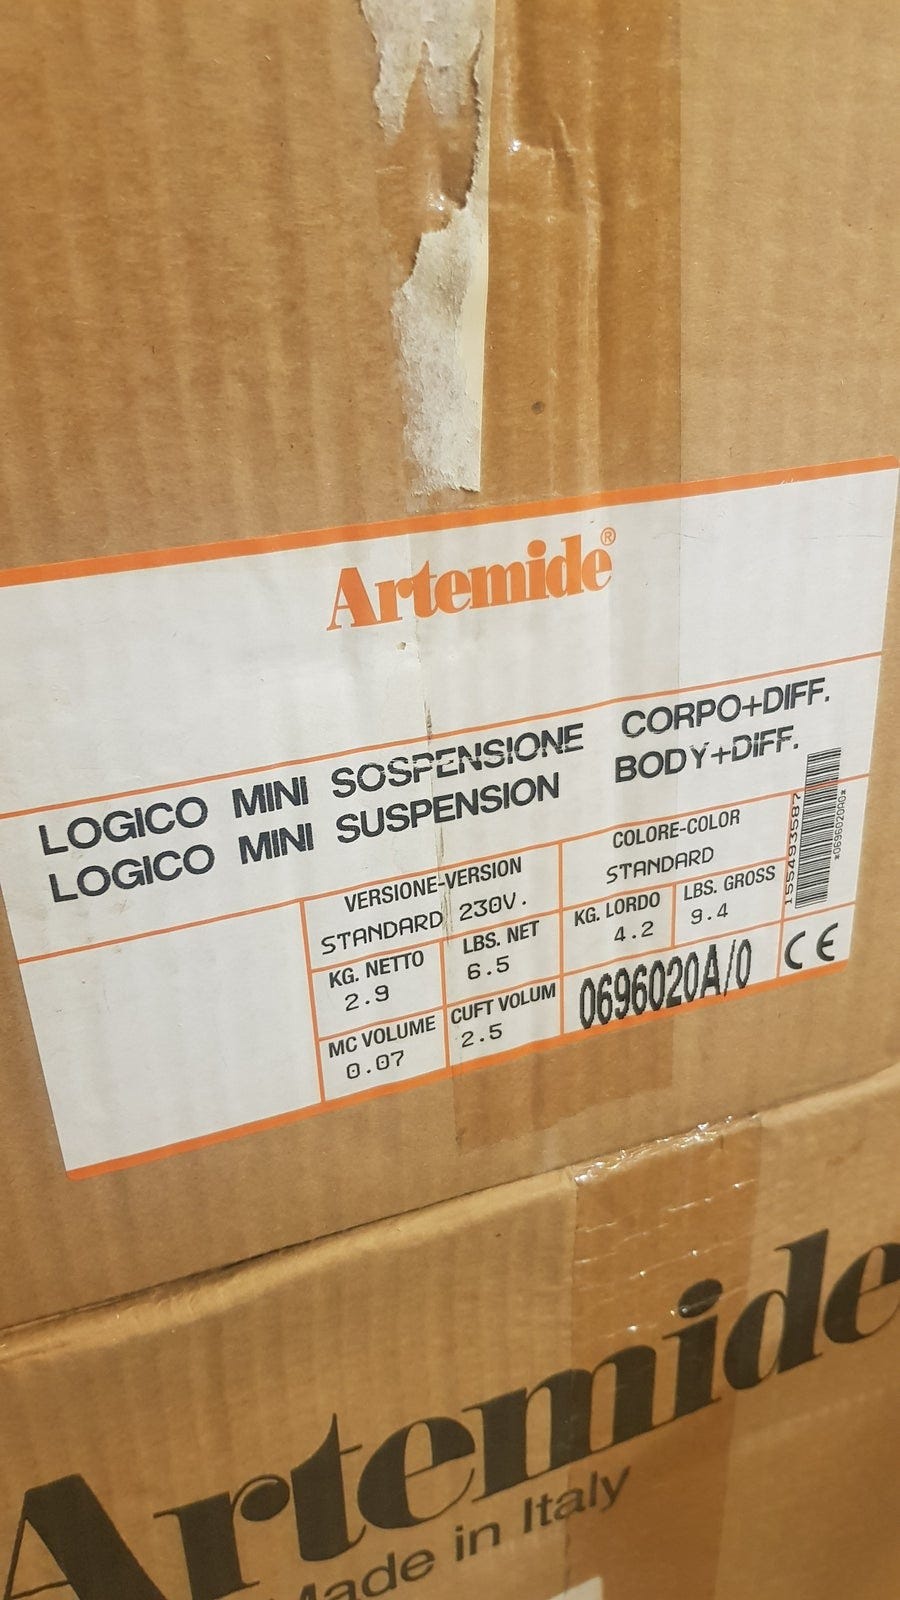 Artemide®
LOGICO MINI SOSPENSIONE CORPO+DIFF.
LOGICO MINI SUSPENSION BODY+DIFF.
VERSIONE-VERSION
STANDARD 230V.
COLORE-COLOR
STANDARD
KG. NETTO
2.9
LBS. NET
6.5
KG. LORDO
4.2
LBS. GROSS
9.4
MC VOLUME
0.07
CUFT VOLUM
2.5
0696020A/0
CE
155493587
*0696020A0*
Artemide
Made in Italy